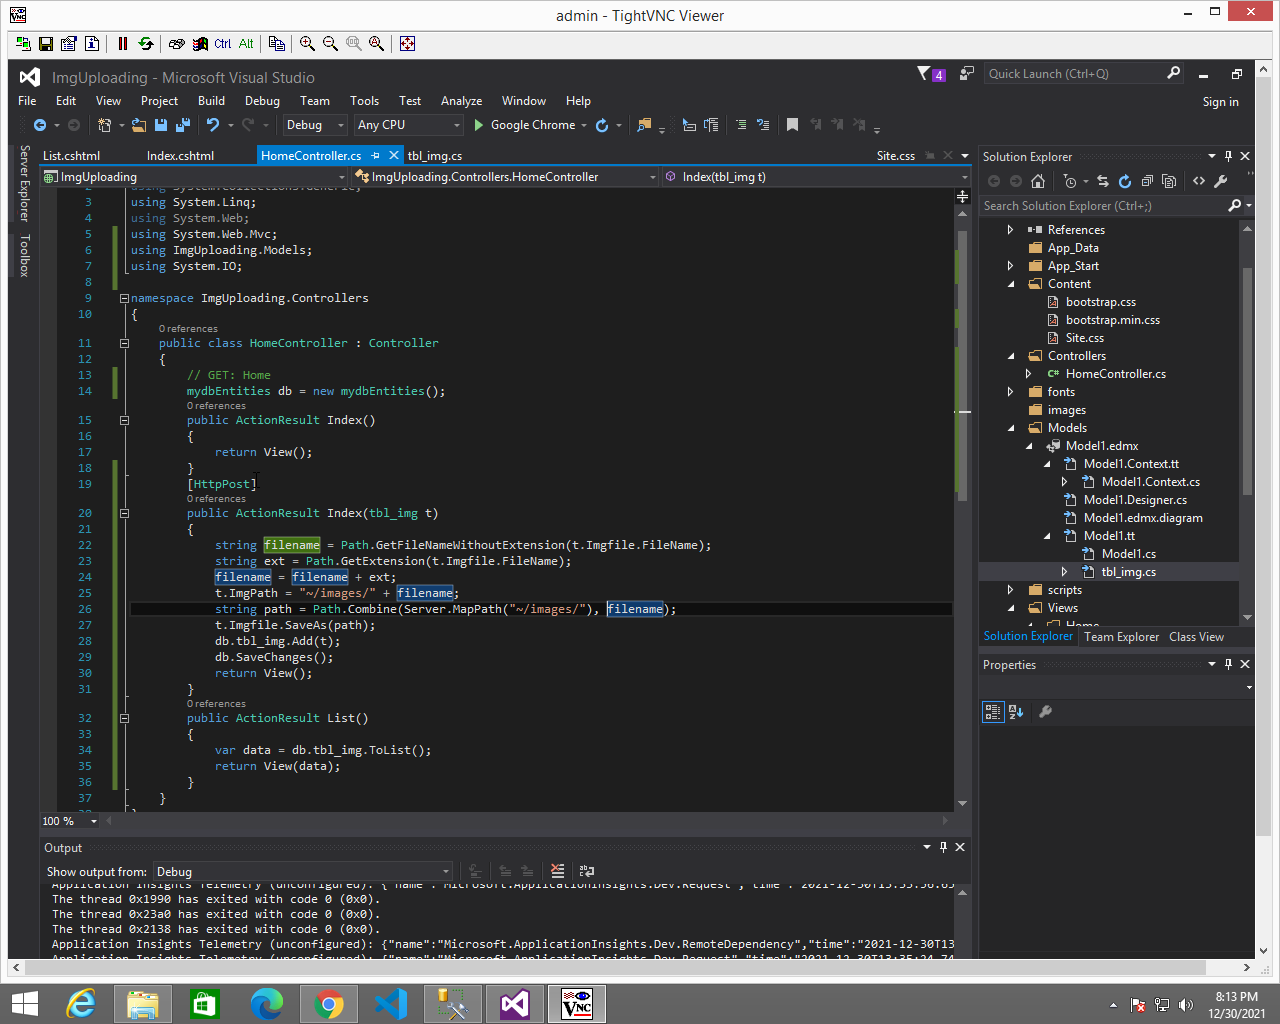 admin - TightVNC Viewer
Ctrl Alt
ImgUploading - Microsoft Visual Studio
4
Quick Launch (Ctrl+Q)
File Edit View Project Build Debug Team Tools Test Analyze Window Help
Sign in
Debug Any CPU Google Chrome
Server Explorer
Toolbox
List.cshtml Index.cshtml HomeController.cs tbl_img.cs Site.css
ImgUploading ImgUploading.Controllers.HomeController Index(tbl_img t)
2 using System.Collections.Generic;
3 using System.Linq;
4 using System.Web;
5 using System.Web.Mvc;
6 using ImgUploading.Models;
7 using System.IO;
8
9 namespace ImgUploading.Controllers
10 {
0 references
11 public class HomeController : Controller
12 {
13 // GET: Home
14 mydbEntities db = new mydbEntities();
0 references
15 public ActionResult Index()
16 {
17 return View();
18 }
19 [HttpPost]
0 references
20 public ActionResult Index(tbl_img t)
21 {
22 string filename = Path.GetFileNameWithoutExtension(t.Imgfile.FileName);
23 string ext = Path.GetExtension(t.Imgfile.FileName);
24 filename = filename + ext;
25 t.ImgPath = "~/images/" + filename;
26 string path = Path.Combine(Server.MapPath("~/images/"), filename);
27 t.Imgfile.SaveAs(path);
28 db.tbl_img.Add(t);
29 db.SaveChanges();
30 return View();
31 }
0 references
32 public ActionResult List()
33 {
34 var data = db.tbl_img.ToList();
35 return View(data);
36 }
37 }
100 %
Output
Show output from: Debug
The thread 0x1990 has exited with code 0 (0x0).
The thread 0x23a0 has exited with code 0 (0x0).
The thread 0x2138 has exited with code 0 (0x0).
Application Insights Telemetry (unconfigured): {"name":"Microsoft.ApplicationInsights.Dev.RemoteDependency","time":"2021-12-30T13
Solution Explorer
Search Solution Explorer (Ctrl+;)
References
App_Data
App_Start
Content
bootstrap.css
bootstrap.min.css
Site.css
Controllers
C# HomeController.cs
fonts
images
Models
Model1.edmx
Model1.Context.tt
Model1.Context.cs
Model1.Designer.cs
Model1.edmx.diagram
Model1.tt
Model1.cs
tbl_img.cs
scripts
Views
Home
Solution Explorer Team Explorer Class View
Properties
8:13 PM
12/30/2021